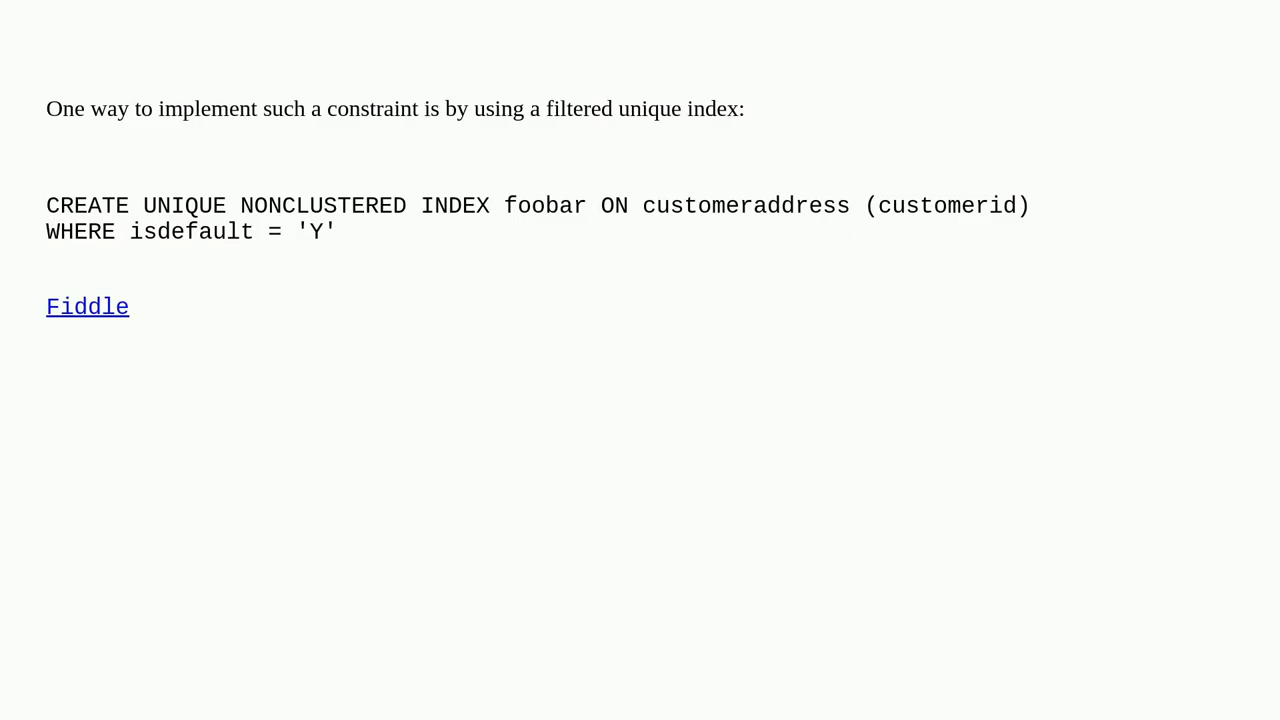 One way to implement such a constraint is by using a filtered unique index:
CREATE UNIQUE NONCLUSTERED INDEX foobar ON customeraddress (customerid)
WHERE isdefault = 'Y'
Fiddle